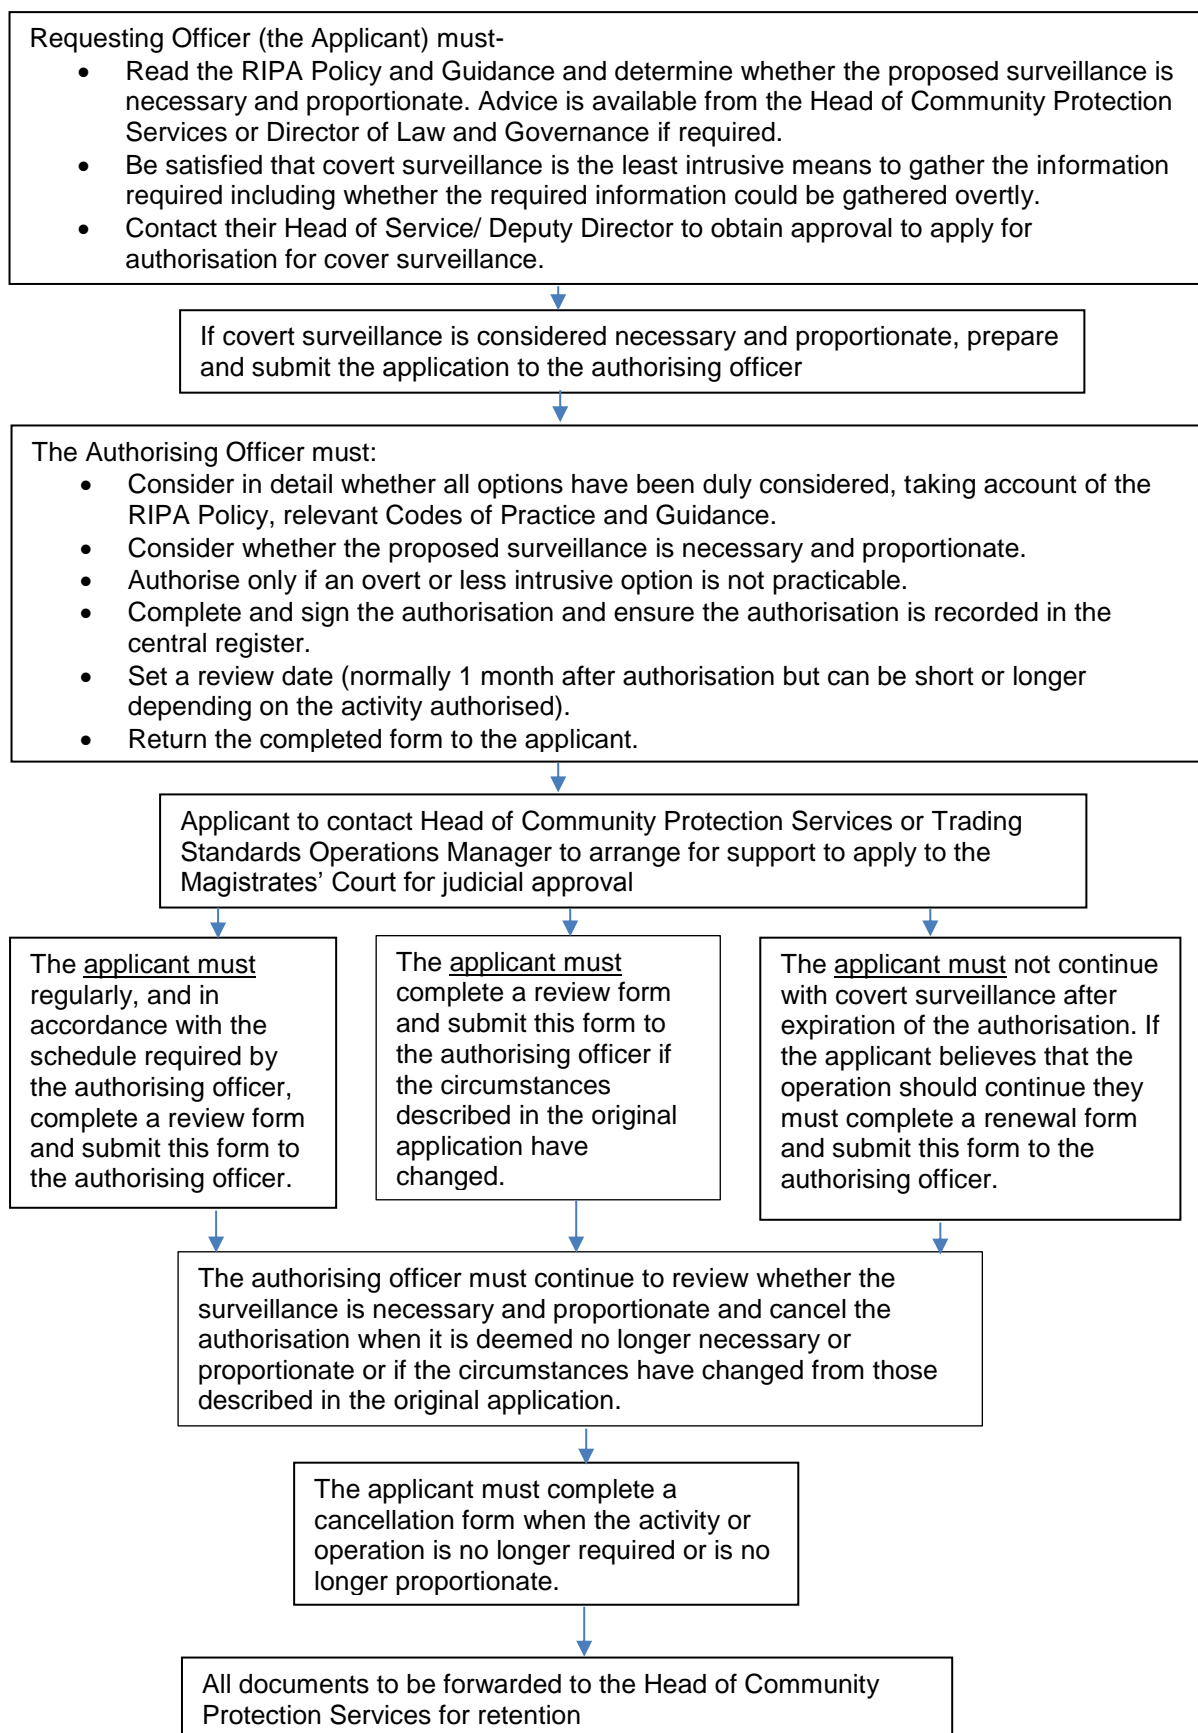 Requesting Officer (the Applicant) must-
• Read the RIPA Policy and Guidance and determine whether the proposed surveillance is
necessary and proportionate. Advice is available from the Head of Community Protection
Services or Director of Law and Governance if required.
• Be satisfied that covert surveillance is the least intrusive means to gather the information
required including whether the required information could be gathered overtly.
• Contact their Head of Service/ Deputy Director to obtain approval to apply for
authorisation for cover surveillance.
If covert surveillance is considered necessary and proportionate, prepare
and submit the application to the authorising officer
The Authorising Officer must:
• Consider in detail whether all options have been duly considered, taking account of the
RIPA Policy, relevant Codes of Practice and Guidance.
• Consider whether the proposed surveillance is necessary and proportionate.
• Authorise only if an overt or less intrusive option is not practicable.
• Complete and sign the authorisation and ensure the authorisation is recorded in the
central register.
• Set a review date (normally 1 month after authorisation but can be short or longer
depending on the activity authorised).
• Return the completed form to the applicant.
Applicant to contact Head of Community Protection Services or Trading
Standards Operations Manager to arrange for support to apply to the
Magistrates’ Court for judicial approval
The applicant must
regularly, and in
accordance with the
schedule required by
the authorising officer,
complete a review form
and submit this form to
the authorising officer.
The applicant must
complete a review form
and submit this form to
the authorising officer if
the circumstances
described in the original
application have
changed.
The applicant must not continue
with covert surveillance after
expiration of the authorisation. If
the applicant believes that the
operation should continue they
must complete a renewal form
and submit this form to the
authorising officer.
The authorising officer must continue to review whether the
surveillance is necessary and proportionate and cancel the
authorisation when it is deemed no longer necessary or
proportionate or if the circumstances have changed from those
described in the original application.
The applicant must complete a
cancellation form when the activity or
operation is no longer required or is no
longer proportionate.
All documents to be forwarded to the Head of Community
Protection Services for retention